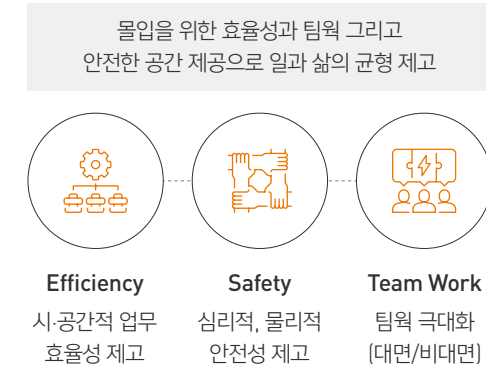 몰입을 위한 효율성과 팀웍 그리고
안전한 공간 제공으로 일과 삶의 균형 제고
Efficiency
시·공간적 업무
효율성 제고
Safety
심리적, 물리적
안전성 제고
Team Work
팀웍 극대화
(대면/비대면)